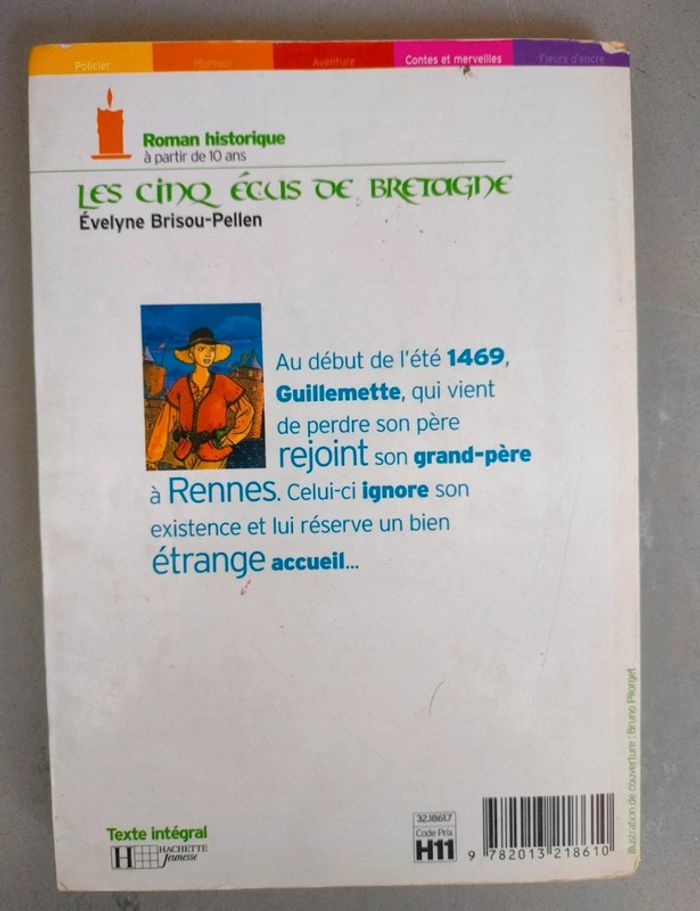 Policier Humour Aventure Contes et merveilles Fleurs d'encre
Roman historique
à partir de 10 ans
LES CINQ ÉCUS DE BRETAGNE
Évelyne Brisou-Pellen
Au début de l'été 1469,
Guillemette, qui vient
de perdre son père
rejoint son grand-père
à Rennes. Celui-ci ignore son
existence et lui réserve un bien
étrange accueil...
Illustration de couverture : Bruno Pilorget
Texte intégral
H HACHETTE
Jeunesse
32.1861.7
Code Prix
H11
9 782013 218610